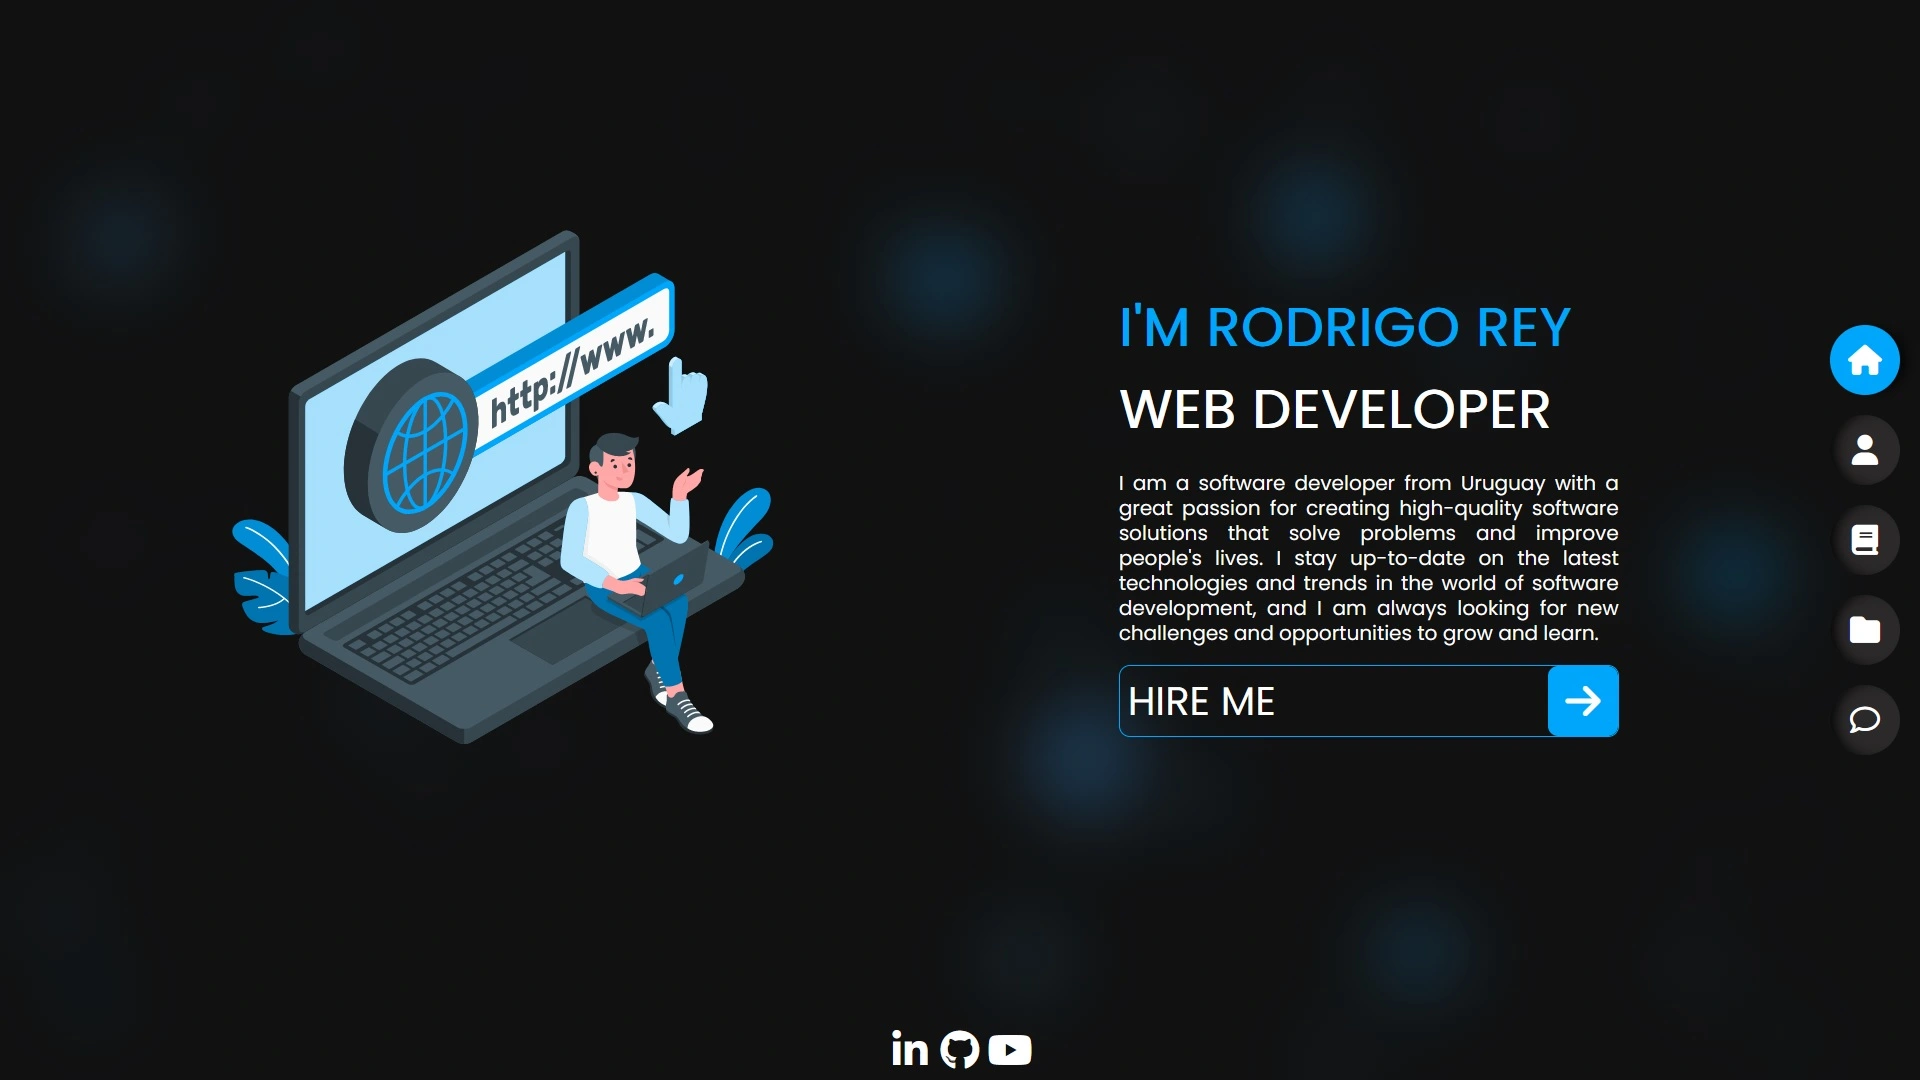 http://www.
I'M RODRIGO REY
WEB DEVELOPER
I am a software developer from Uruguay with a
great passion for creating high-quality software
solutions that solve problems and improve
people's lives. I stay up-to-date on the latest
technologies and trends in the world of software
development, and I am always looking for new
challenges and opportunities to grow and learn.
HIRE ME
in